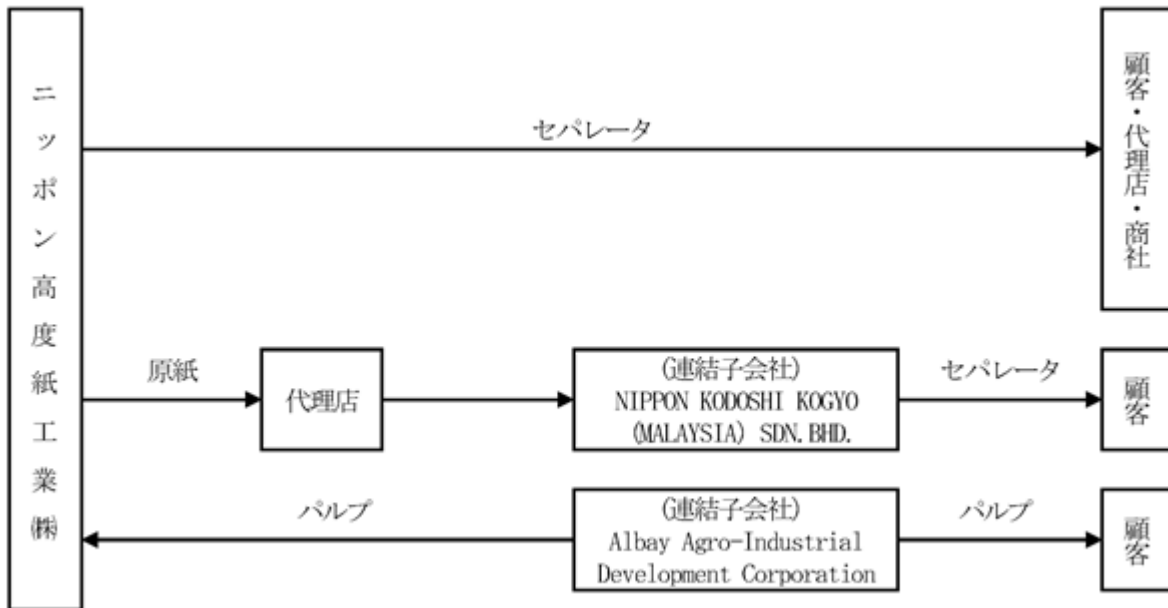 ニッポン高度紙工業㈱
セパレータ
顧客・代理店・商社
原紙
代理店
(連結子会社)
NIPPON KODOSHI KOGYO
(MALAYSIA) SDN.BHD.
セパレータ
顧客
パルプ
(連結子会社)
Albay Agro-Industrial
Development Corporation
パルプ
顧客